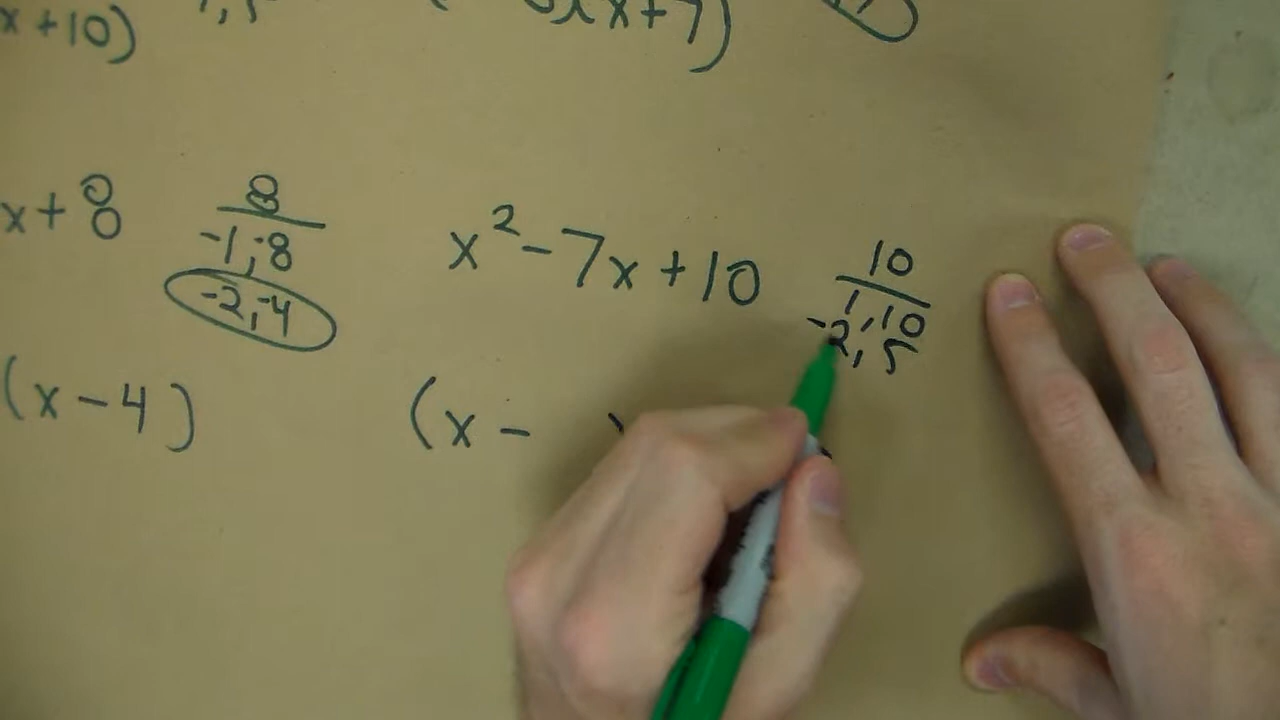 x + 10)
(x + 7)
x + 8
8
-1, -8
-2, -4
(x - 4)
x² - 7x + 10
10
1, 10
-2, 5
(x -